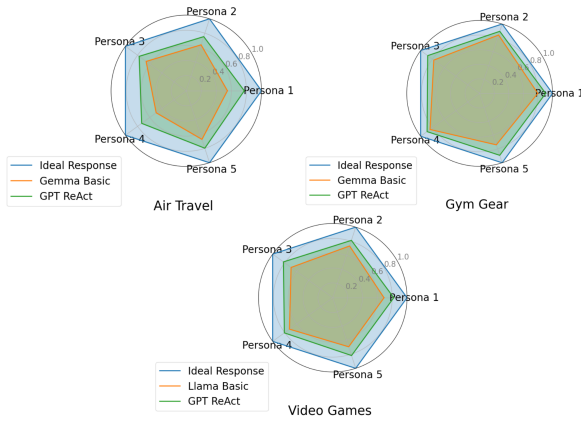 Persona 2
Persona 3
1.0
0.8
0.6
0.4
0.2
Persona 1
Persona 4
Persona 5
Ideal Response
Gemma Basic
GPT ReAct
Air Travel
Persona 2
Persona 3
1.0
0.8
0.6
0.4
0.2
Persona 1
Persona 4
Persona 5
Ideal Response
Gemma Basic
GPT ReAct
Gym Gear
Persona 2
Persona 3
1.0
0.8
0.6
0.4
0.2
Persona 1
Persona 4
Persona 5
Ideal Response
Llama Basic
GPT ReAct
Video Games